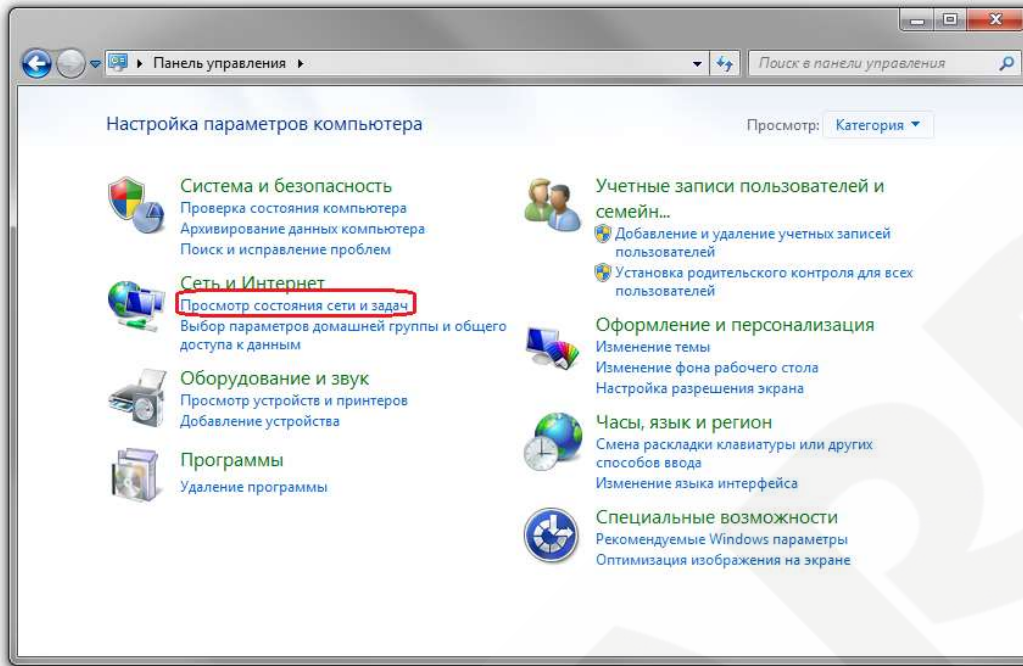 Панель управления
Поиск в панели управления
Настройка параметров компьютера
Просмотр: Категория
Система и безопасность
Проверка состояния компьютера
Архивирование данных компьютера
Поиск и исправление проблем
Сеть и Интернет
Просмотр состояния сети и задач
Выбор параметров домашней группы и общего
доступа к данным
Оборудование и звук
Просмотр устройств и принтеров
Добавление устройства
Программы
Удаление программы
Учетные записи пользователей и
семейн...
Добавление и удаление учетных записей
пользователей
Установка родительского контроля для всех
пользователей
Оформление и персонализация
Изменение темы
Изменение фона рабочего стола
Настройка разрешения экрана
Часы, язык и регион
Смена раскладки клавиатуры или других
способов ввода
Изменение языка интерфейса
Специальные возможности
Рекомендуемые Windows параметры
Оптимизация изображения на экране